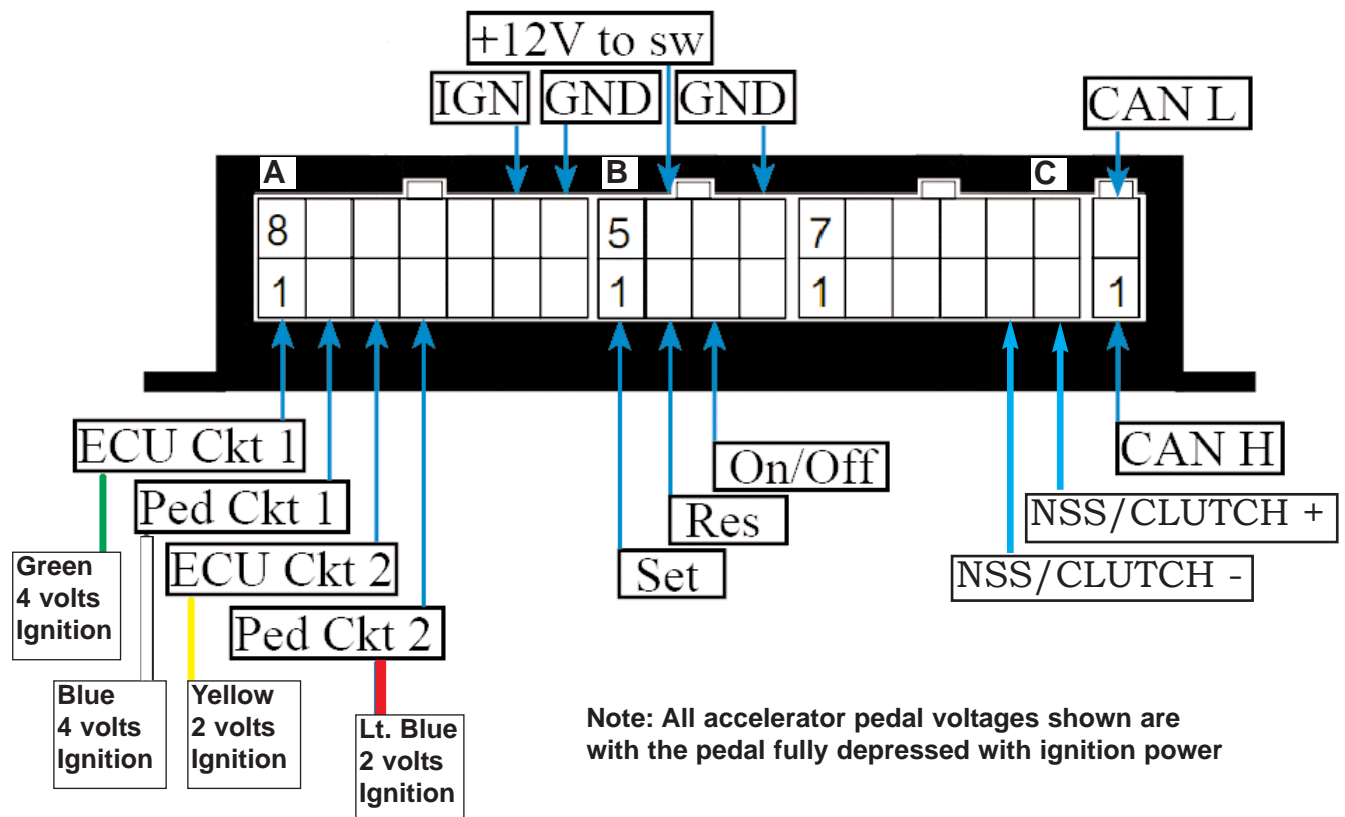 +12V to sw
IGN
GND
GND
CAN L
A
B
C
8
5
7
1
1
1
1
ECU Ckt 1
Ped Ckt 1
ECU Ckt 2
Ped Ckt 2
On/Off
Res
Set
CAN H
NSS/CLUTCH +
NSS/CLUTCH -
Green
4 volts
Ignition
Blue
4 volts
Ignition
Yellow
2 volts
Ignition
Lt. Blue
2 volts
Ignition
Note: All accelerator pedal voltages shown are
with the pedal fully depressed with ignition power